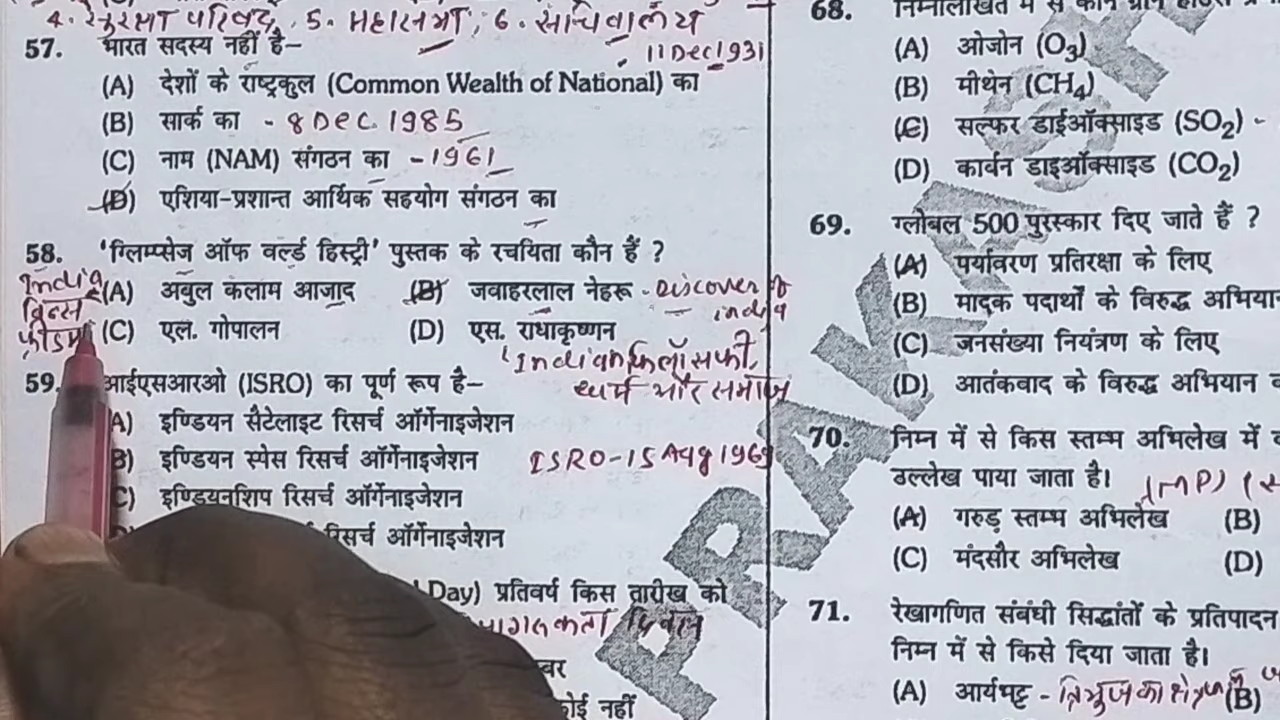 4. सुरक्षा परिषद, 5. महासभा, 6. सचिवालय
57. भारत सदस्य नहीं है–
11 Dec 1931
(A) देशों के राष्ट्रकुल (Common Wealth of National) का
(B) सार्क का - 8 Dec 1985
(C) नाम (NAM) संगठन का - 1961
(D) एशिया-प्रशान्त आर्थिक सहयोग संगठन का
58. 'ग्लिम्प्सेज ऑफ वर्ल्ड हिस्ट्री' पुस्तक के रचयिता कौन हैं ?
India
(A) अबुल कलाम आजाद (B) जवाहरलाल नेहरू - Discover of
india
विन्स
(C) एल. गोपालन (D) एस. राधाकृष्णन
'Indian फिलॉसफी,
धर्म और समाज
59. आईएसआरओ (ISRO) का पूर्ण रूप है–
A) इण्डियन सैटेलाइट रिसर्च ऑर्गेनाइजेशन
B) इण्डियन स्पेस रिसर्च ऑर्गेनाइजेशन ISRO - 15 Aug 1969
C) इण्डियनशिप रिसर्च ऑर्गेनाइजेशन
रिसर्च ऑर्गेनाइजेशन
Day) प्रतिवर्ष किस तारीख को
दिवस
कोई नहीं
68. निम्नलिखित में से कौन ग्रीन हाउस
(A) ओजोन (O₃)
(B) मीथेन (CH₄)
(C) सल्फर डाईऑक्साइड (SO₂) -
(D) कार्वन डाइऑक्साइड (CO₂)
69. ग्लोबल 500 पुरस्कार दिए जाते हैं ?
(A) पर्यावरण प्रतिरक्षा के लिए
(B) मादक पदार्थों के विरुद्ध अभियान
(C) जनसंख्या नियंत्रण के लिए
(D) आतंकवाद के विरुद्ध अभियान
70. निम्न में से किस स्तम्भ अभिलेख में
उल्लेख पाया जाता है।
(MP)
(A) गरुड़ स्तम्भ अभिलेख (B)
(C) मंदसौर अभिलेख (D)
71. रेखागणित संबंधी सिद्धांतों के प्रतिपादन
निम्न में से किसे दिया जाता है।
(A) आर्यभट्ट - त्रिभुज का क्षेत्रफल (B)